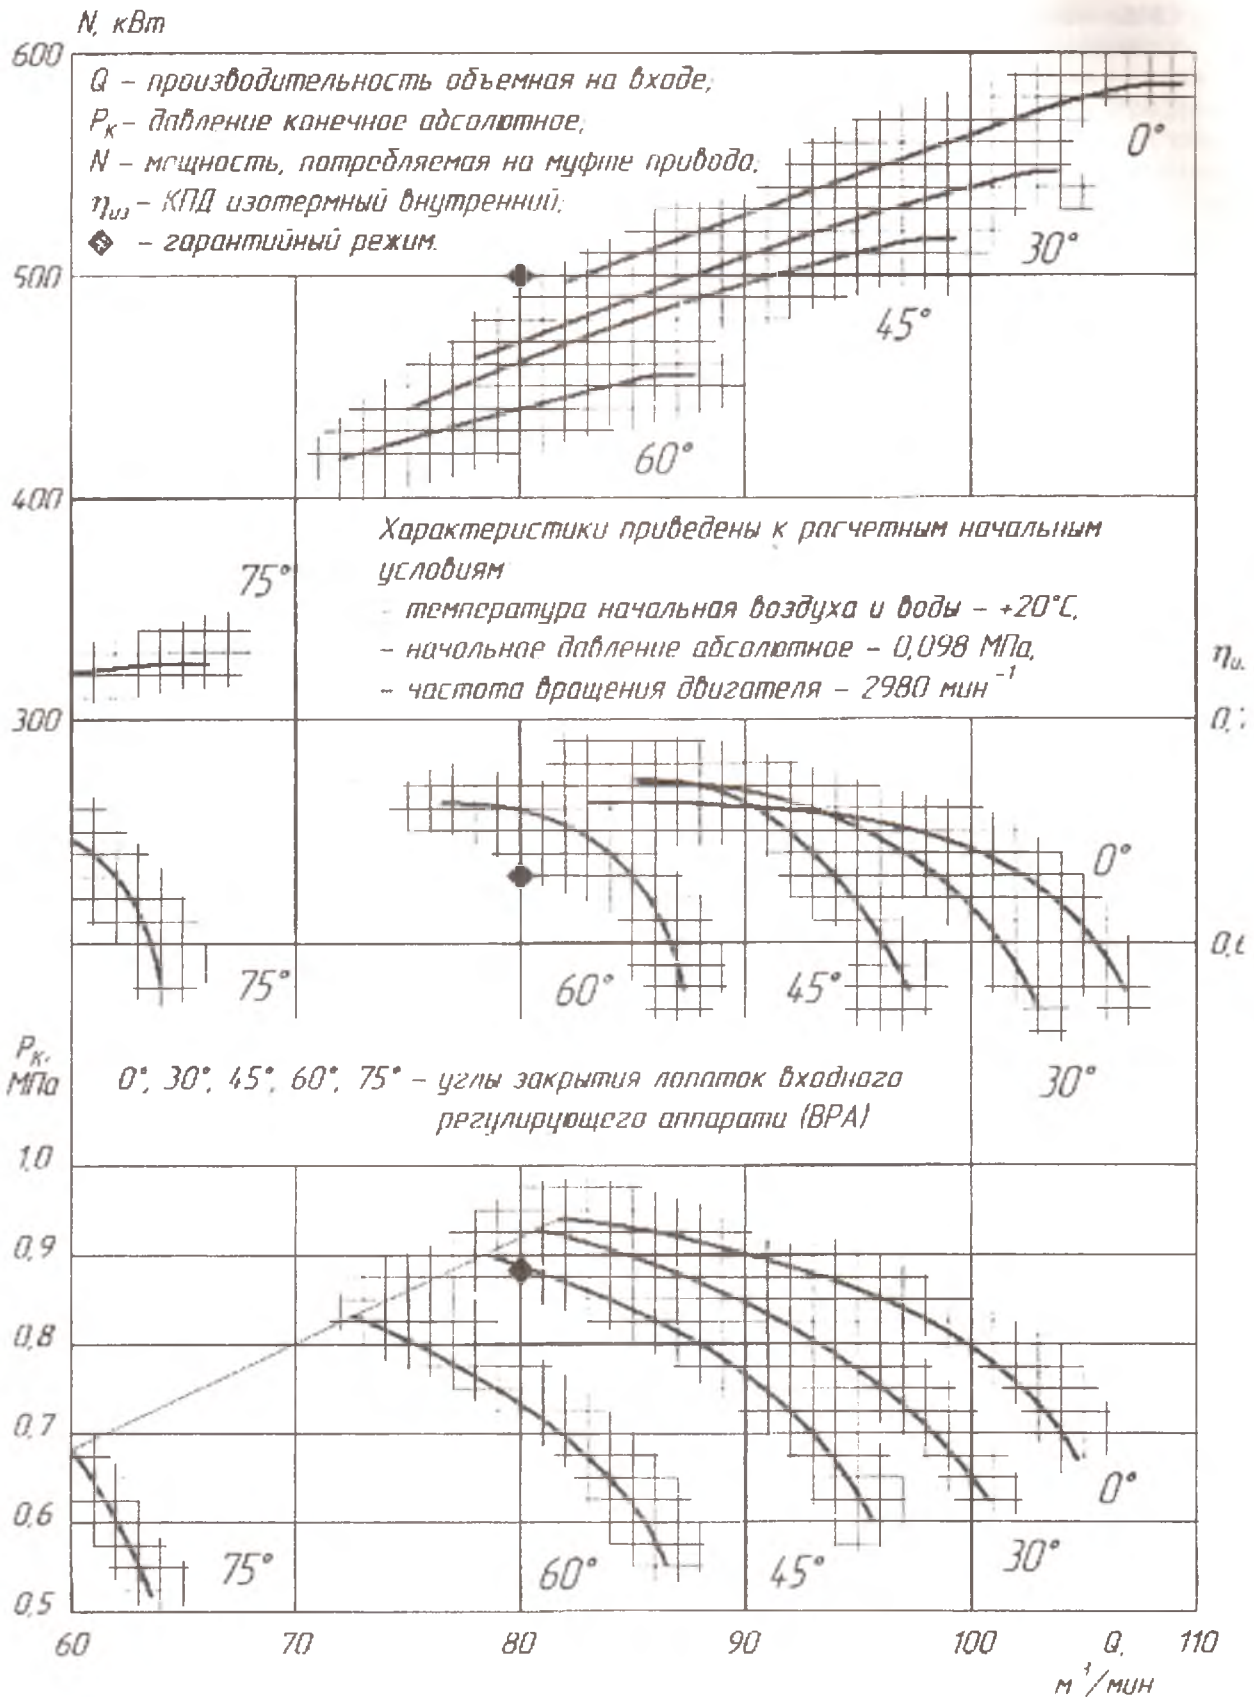 N, кВт
600
Q – производительность объемная на входе;
Pк – давление конечное абсолютное;
N – мощность, потребляемая на муфте привода;
ηиз – КПД изотермный внутренний;
– гарантийный режим.
0°
30°
500
45°
60°
400
Характеристики приведены к расчетным начальным
условиям
75°
- температура начальная воздуха и воды – +20°С,
- начальное давление абсолютное – 0,098 МПа,
- частота вращения двигателя – 2980 мин⁻¹
300
0°
75°
60°
45°
30°
Pк,
МПа
0°, 30°, 45°, 60°, 75° – углы закрытия лопаток входного
регулирующего аппарата (ВРА)
1,0
0,9
0,8
0,7
0,6
0,5
75°
60°
45°
30°
0°
60
70
80
90
100
Q,
110
м³/мин